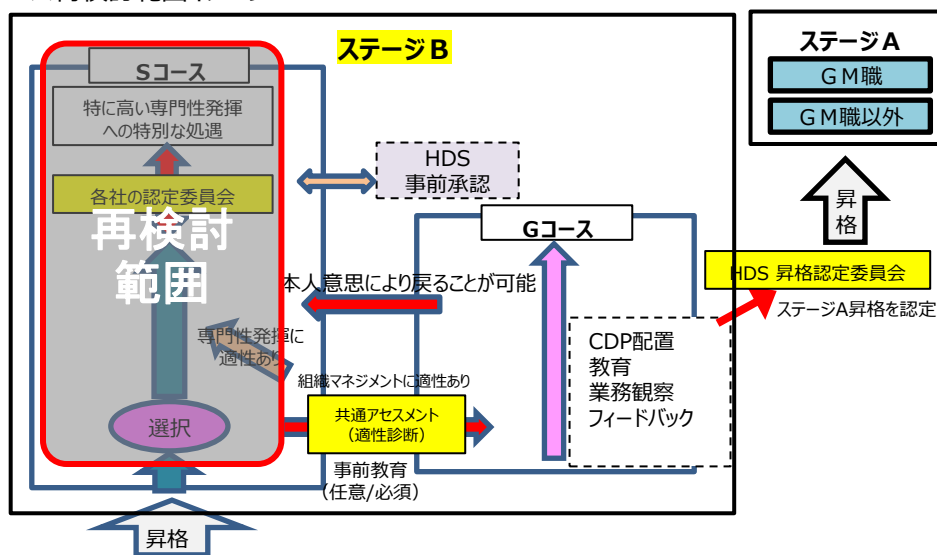 ステージB
ステージA
GM職
GM職以外
昇格
Sコース
特に高い専門性発揮
への特別な処遇
各社の認定委員会
再検討
範囲
HDS
事前承認
Gコース
HDS 昇格認定委員会
ステージA昇格を認定
本人意思により戻ることが可能
専門性発揮に
適性あり
組織マネジメントに適性あり
CDP配置
教育
業務観察
フィードバック
選択
共通アセスメント
(適性診断)
事前教育
(任意/必須)
昇格